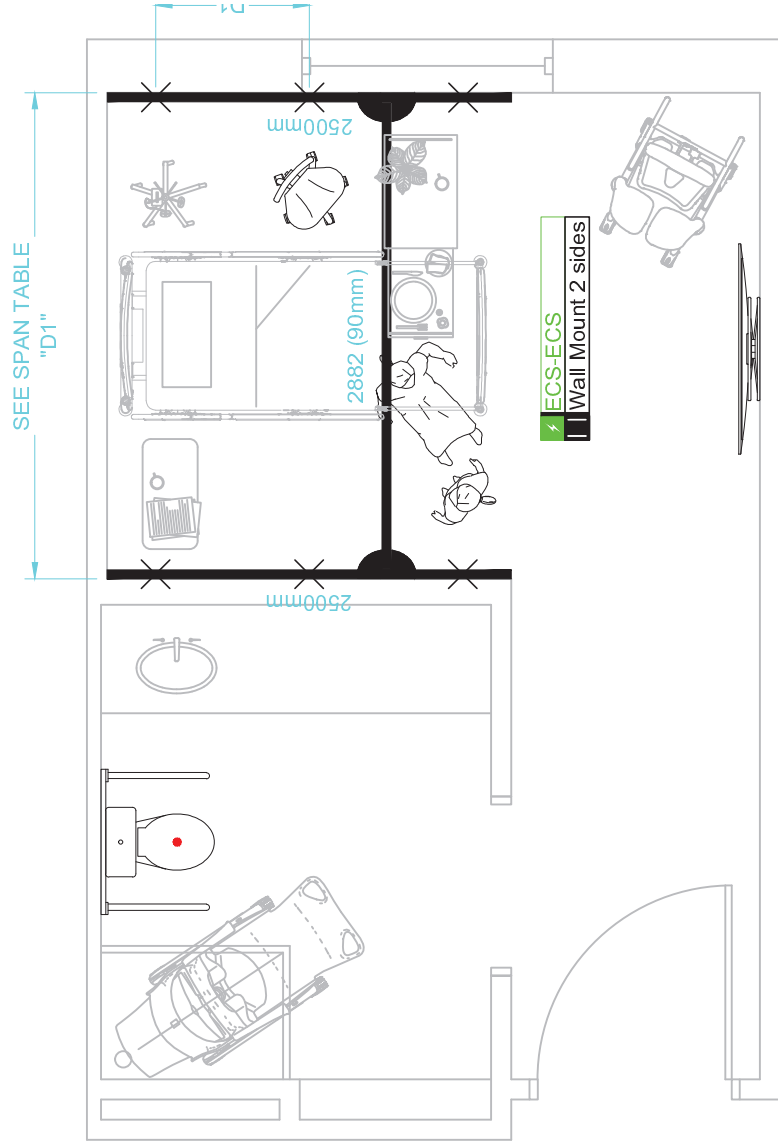 D1
2500mm
SEE SPAN TABLE
"D1"
2882 (90mm)
ECS-ECS
Wall Mount 2 sides
2500mm